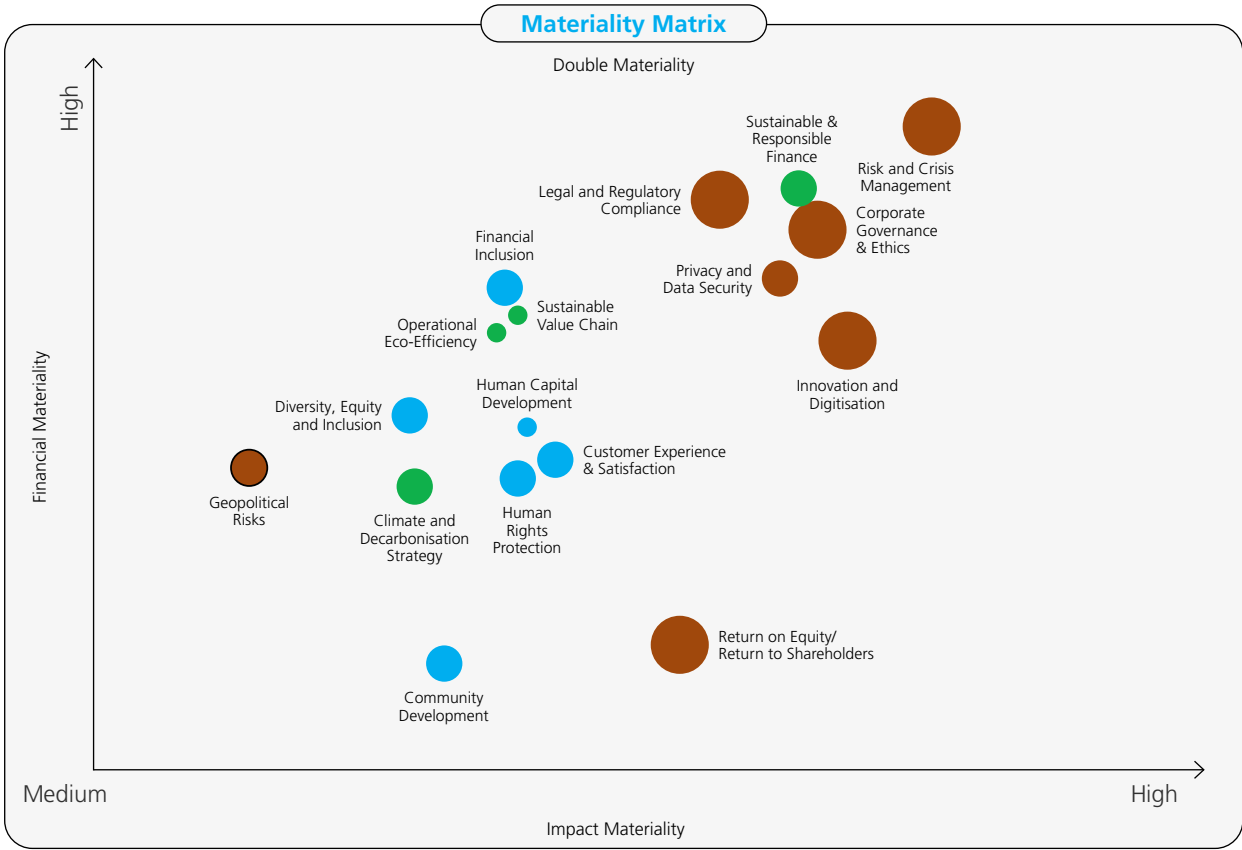 Materiality Matrix
Double Materiality
High
Sustainable &
Responsible
Finance
Risk and Crisis
Management
Legal and Regulatory
Compliance
Corporate
Governance
& Ethics
Financial
Inclusion
Privacy and
Data Security
Sustainable
Value Chain
Operational
Eco-Efficiency
Innovation and
Digitisation
Human Capital
Development
Diversity, Equity
and Inclusion
Customer Experience
& Satisfaction
Financial Materiality
Geopolitical
Risks
Climate and
Decarbonisation
Strategy
Human
Rights
Protection
Return on Equity/
Return to Shareholders
Community
Development
Medium
High
Impact Materiality